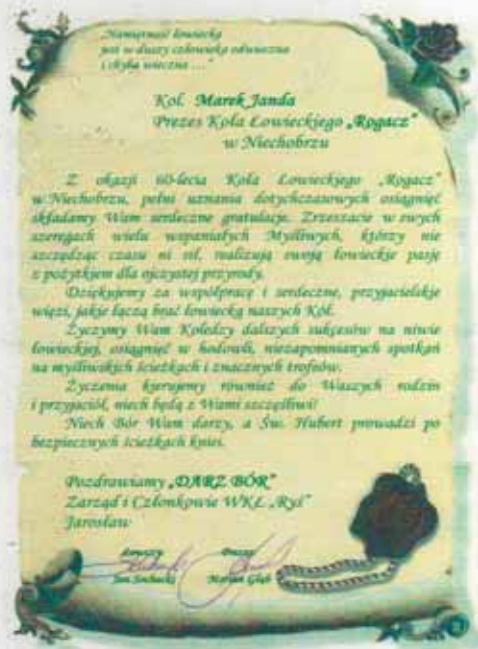 „Namiętność łowiecka
jest w duszy człowieka odwieczna
i chyba wieczna ..."
Kol. Marek Janda
Prezes Koła Łowieckiego „Rogacz"
w Niechobrzu
Z okazji 60-lecia Koła Łowieckiego „Rogacz"
w Niechobrzu, pełni uznania dotychczasowych osiągnięć
składamy Wam serdeczne gratulacje. Zrzeszacie w swych
szeregach wielu wspaniałych Myśliwych, którzy nie
szczędząc czasu ni sił, realizują swoją łowieckie pasję
z pożytkiem dla ojczystej przyrody.
Dziękujemy za współpracę i serdeczne, przyjacielskie
więzi, jakie łączą brać łowiecką naszych Kół.
Życzymy Wam Koledzy dalszych sukcesów na niwie
łowieckiej, osiągnięć w hodowli, niezapomnianych spotkań
na myśliwskich ścieżkach i znacznych trofeów.
Życzenia kierujemy również do Waszych rodzin
i przyjaciół, niech będą z Wami szczęśliwi!
Niech Bór Wam darzy, a Św. Hubert prowadzi po
bezpiecznych ścieżkach kniei.
Pozdrawiamy „DARZ BÓR"
Zarząd i Członkowie WKŁ „Ryś"
Jarosław
Łowczy Prezes
Jan Sochacki Marian Głąb